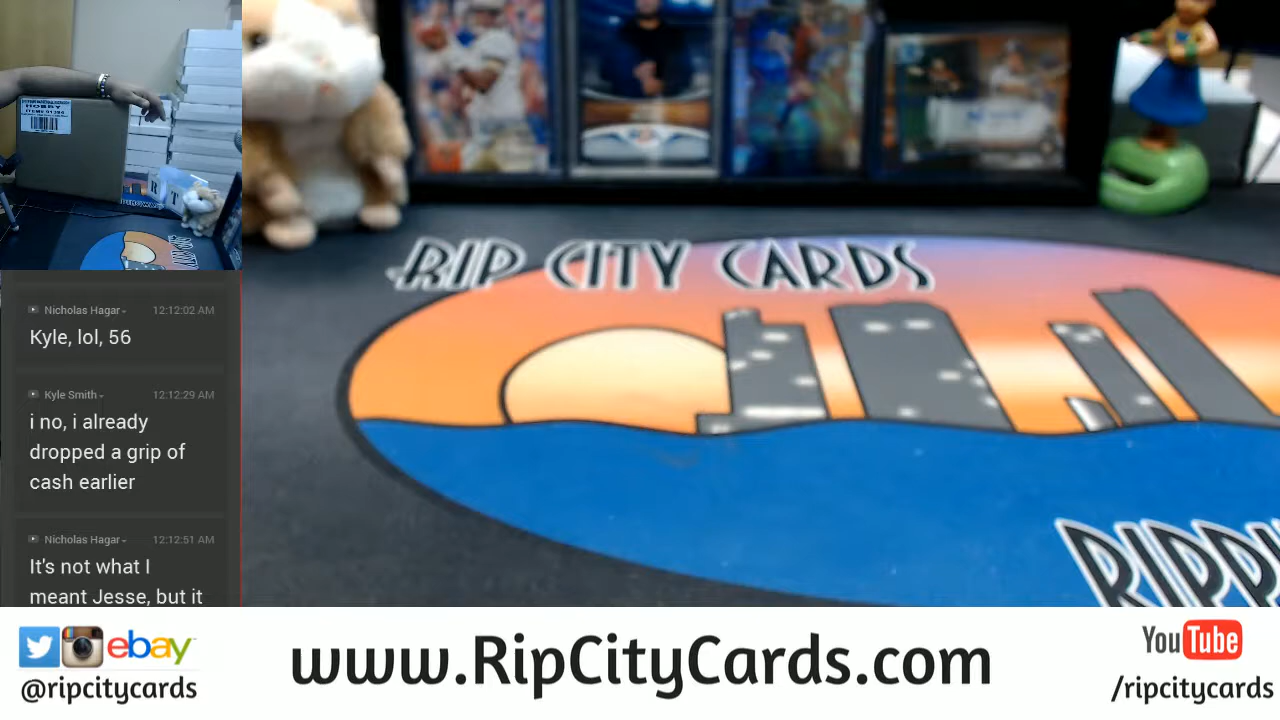 HOBBY
R
T
RIP CITY CARDS
Nicholas Hagar 12:12:02 AM
Kyle, lol, 56
Kyle Smith 12:12:29 AM
i no, i already
dropped a grip of
cash earlier
Nicholas Hagar 12:12:51 AM
It's not what I
meant Jesse, but it
ebay
@ripcitycards
www.RipCityCards.com
YouTube
/ripcitycards